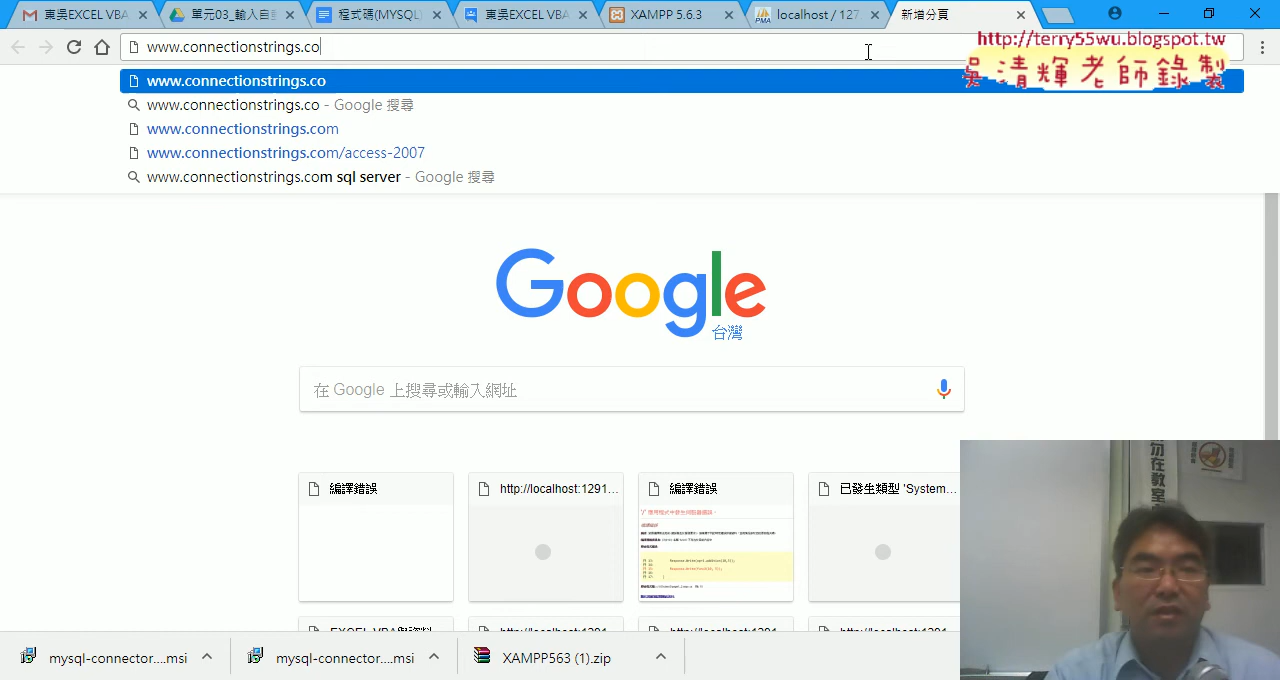 東吳EXCEL VBA
單元03_輸入自
程式碼(MYSQL
東吳EXCEL VBA
XAMPP 5.6.3
localhost / 127
新增分頁
www.connectionstrings.co
http://terry55wu.blogspot.tw
吳清輝老師錄製
www.connectionstrings.co
www.connectionstrings.co - Google 搜尋
www.connectionstrings.com
www.connectionstrings.com/access-2007
www.connectionstrings.com sql server - Google 搜尋
Google
台灣
在 Google 上搜尋或輸入網址
編譯錯誤
http://localhost:1291...
編譯錯誤
已發生類型 'System...
勿在教室
mysql-connector....msi
mysql-connector....msi
XAMPP563 (1).zip